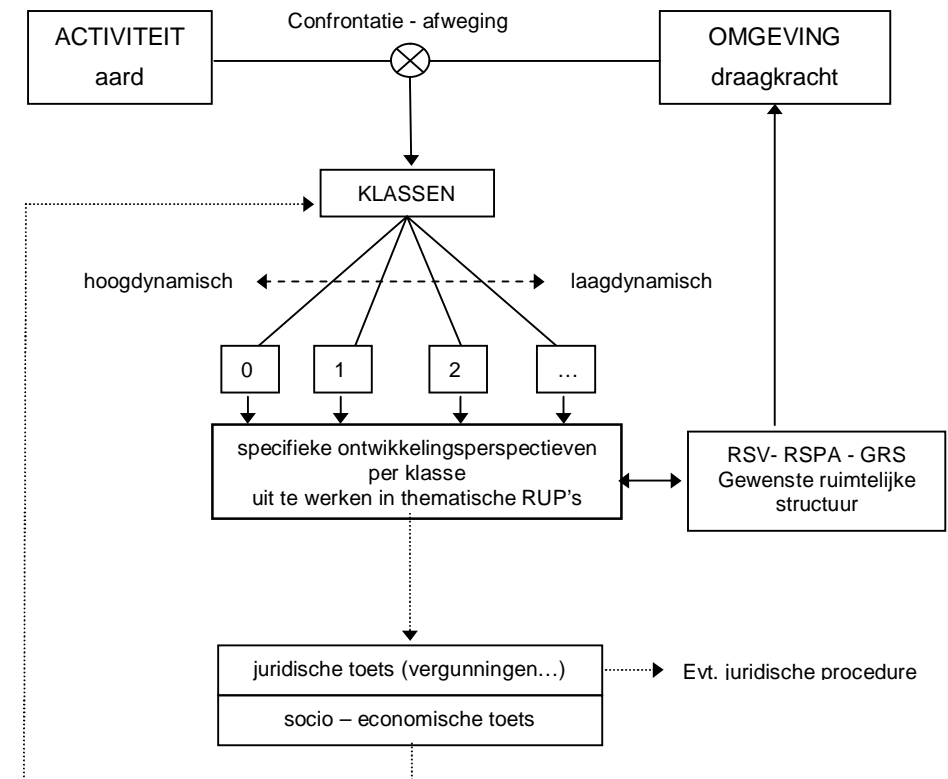 Confrontatie - afweging
ACTIVITEIT
aard
OMGEVING
draagkracht
KLASSEN
hoogdynamisch
laagdynamisch
0
1
2
…
specifieke ontwikkelingsperspectieven
per klasse
uit te werken in thematische RUP's
RSV- RSPA - GRS
Gewenste ruimtelijke
structuur
juridische toets (vergunningen…)
Evt. juridische procedure
socio – economische toets